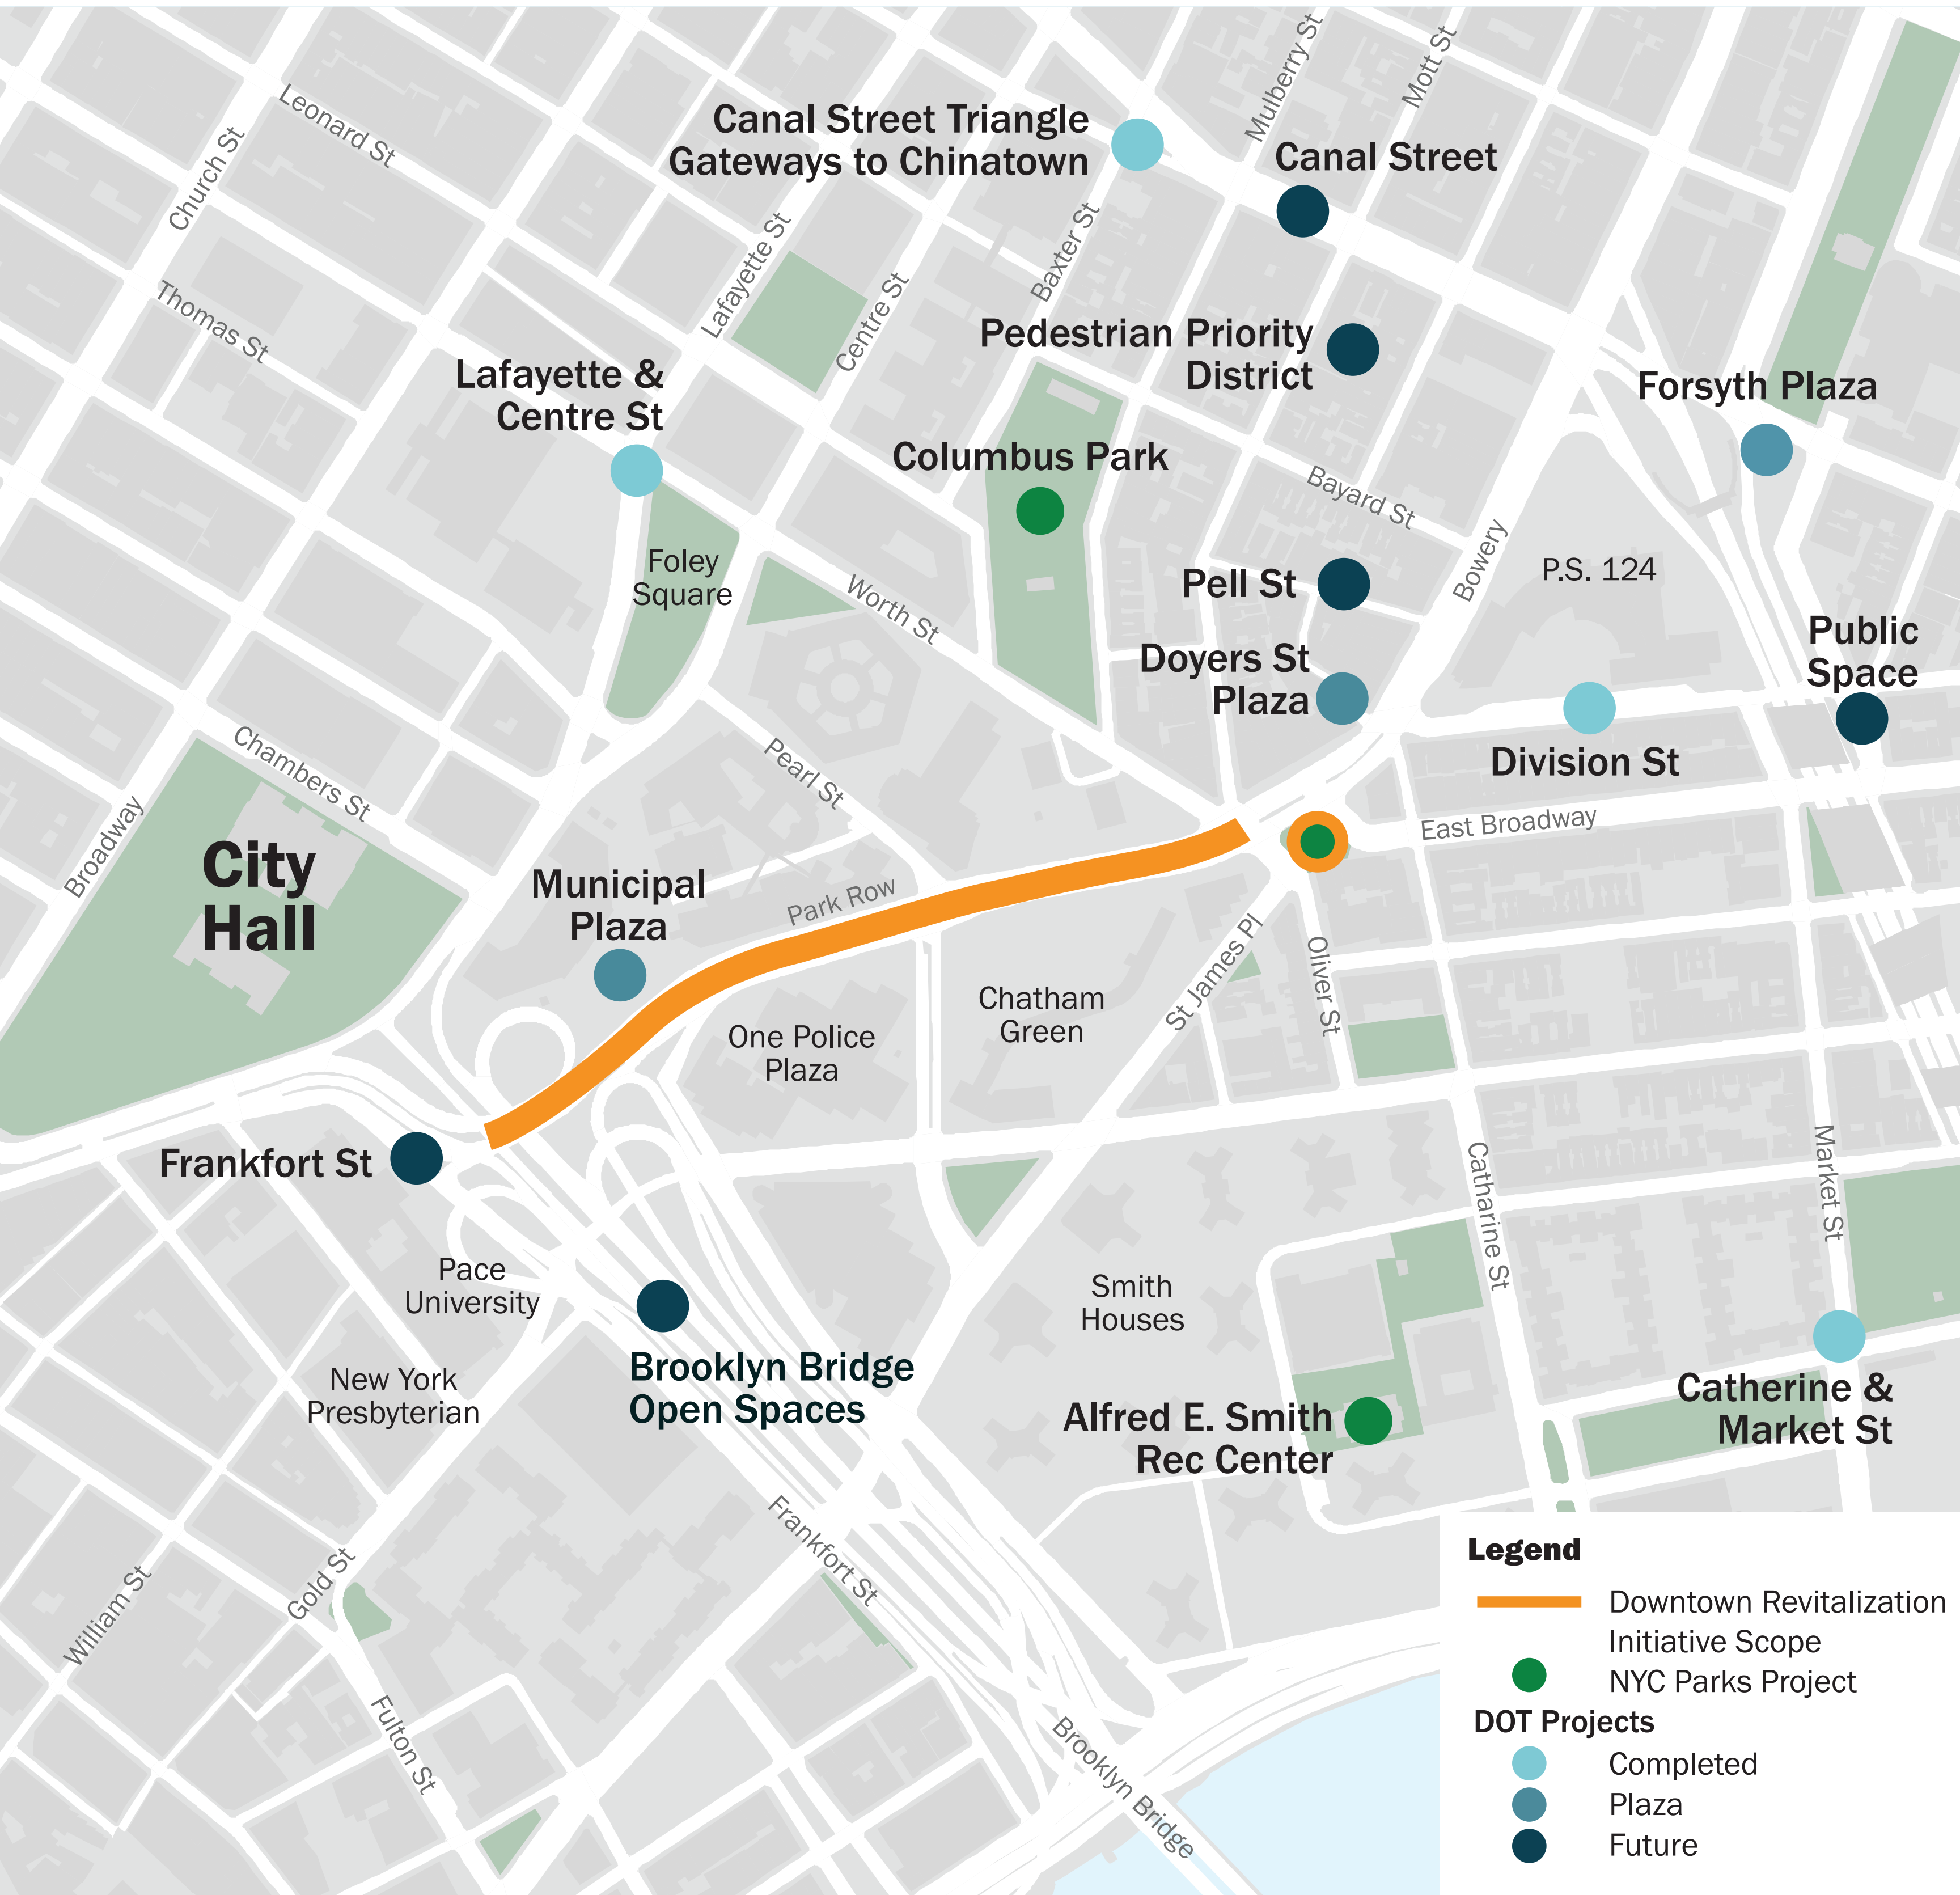 Mulberry St
Mott St
Leonard St
Church St
Canal Street Triangle
Gateways to Chinatown
Canal Street
Lafayette St
Baxter St
Centre St
Thomas St
Pedestrian Priority
District
Lafayette &
Centre St
Forsyth Plaza
Columbus Park
Bayard St
Foley
Square
Worth St
Bowery
P.S. 124
Pell St
Public
Space
Doyers St
Plaza
Division St
Chambers St
Pearl St
Broadway
East Broadway
City
Hall
Municipal
Plaza
Park Row
St James Pl
Oliver St
Chatham
Green
One Police
Plaza
Frankfort St
Catharine St
Market St
Pace
University
Smith
Houses
New York
Presbyterian
Brooklyn Bridge
Open Spaces
Alfred E. Smith
Rec Center
Catherine &
Market St
Frankfort St
Gold St
William St
Fulton St
Brooklyn Bridge
Legend
Downtown Revitalization
Initiative Scope
NYC Parks Project
DOT Projects
Completed
Plaza
Future